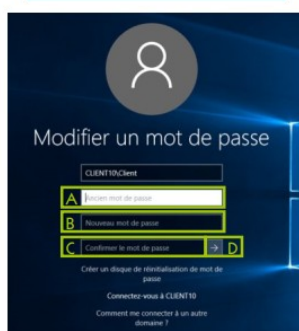 Modifier un mot de passe
CLIENT10\Client
A Ancien mot de passe
B Nouveau mot de passe
C Confirmer le mot de passe → D
Créer un disque de réinitialisation de mot de
passe
Connectez-vous à CLIENT10
Comment me connecter à un autre
domaine ?